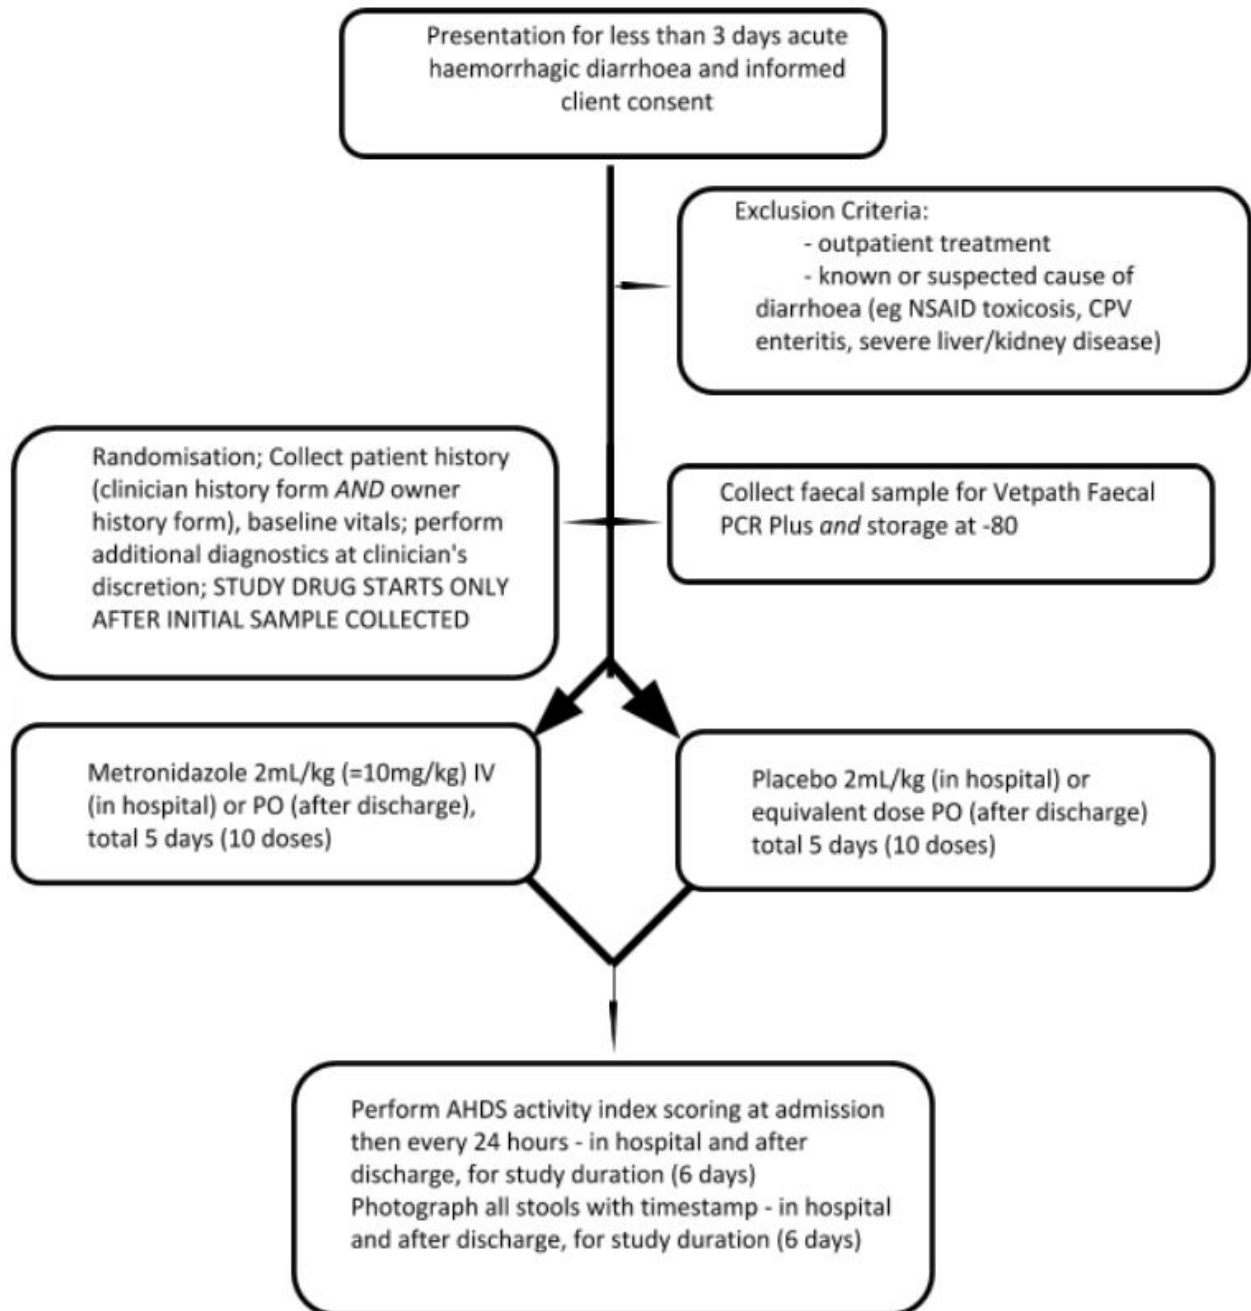 Presentation for less than 3 days acute
haemorrhagic diarrhoea and informed
client consent
Exclusion Criteria:
- outpatient treatment
- known or suspected cause of
diarrhoea (eg NSAID toxicosis, CPV
enteritis, severe liver/kidney disease)
Randomisation; Collect patient history
(clinician history form AND owner
history form), baseline vitals; perform
additional diagnostics at clinician's
discretion; STUDY DRUG STARTS ONLY
AFTER INITIAL SAMPLE COLLECTED
Collect faecal sample for Vetpath Faecal
PCR Plus and storage at -80
Metronidazole 2mL/kg (=10mg/kg) IV
(in hospital) or PO (after discharge),
total 5 days (10 doses)
Placebo 2mL/kg (in hospital) or
equivalent dose PO (after discharge)
total 5 days (10 doses)
Perform AHDS activity index scoring at admission
then every 24 hours - in hospital and after
discharge, for study duration (6 days)
Photograph all stools with timestamp - in hospital
and after discharge, for study duration (6 days)